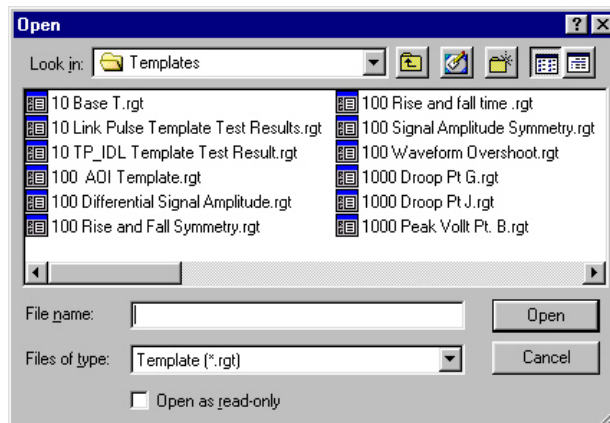 Open
Look in: Templates
10 Base T.rgt
10 Link Pulse Template Test Results.rgt
10 TP_IDL Template Test Result.rgt
100  AOI Template.rgt
100 Differential Signal Amplitude.rgt
100 Rise and Fall Symmetry.rgt
100 Rise and fall time .rgt
100 Signal Amplitude Symmetry.rgt
100 Waveform Overshoot.rgt
1000 Droop Pt G.rgt
1000 Droop Pt J.rgt
1000 Peak Vollt Pt. B.rgt
File name:
Open
Files of type: Template (*.rgt)
Cancel
Open as read-only